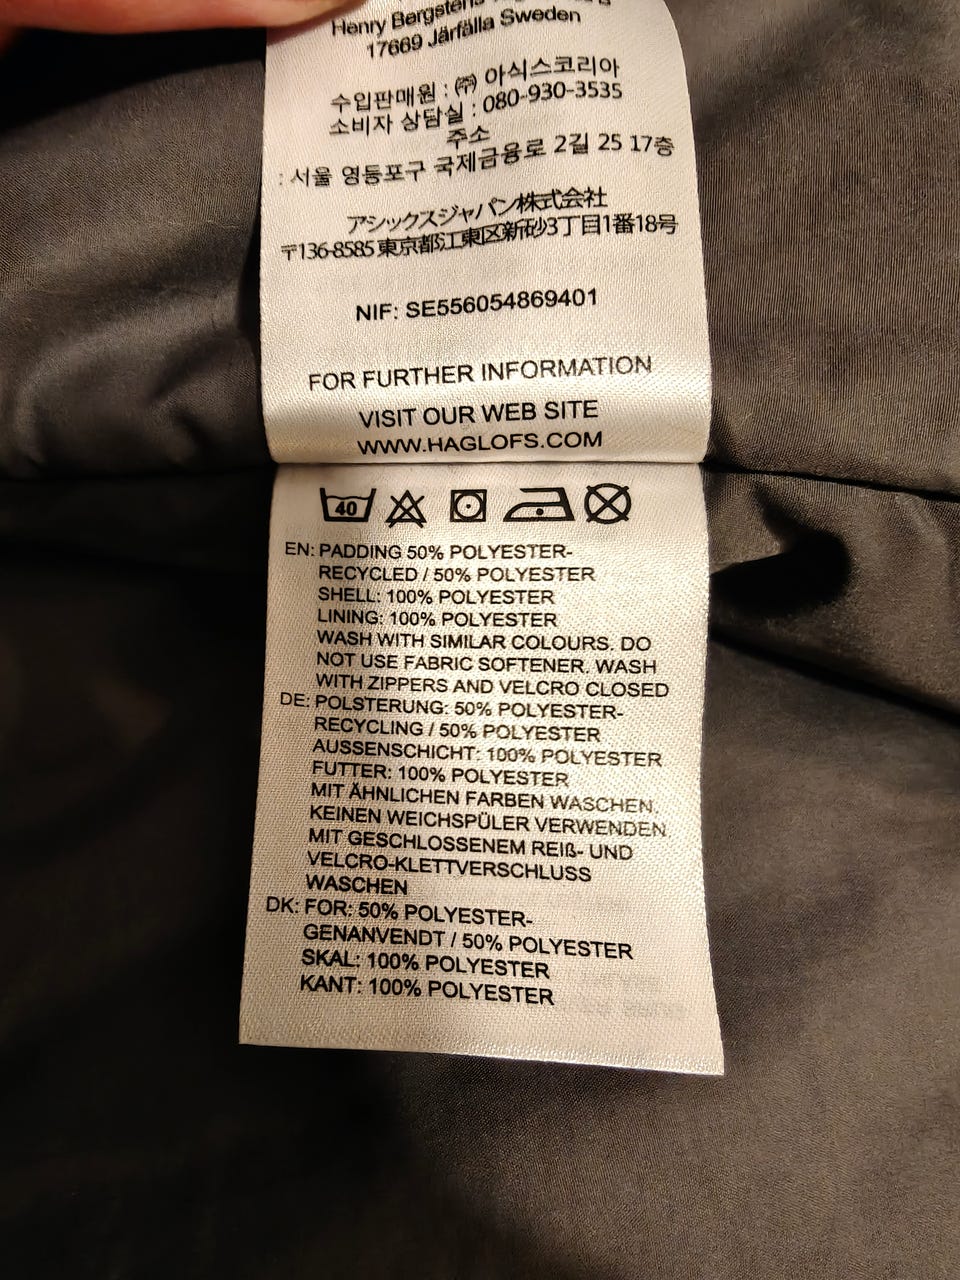 Henry Bergstens
17669 Järfälla Sweden
수입판매원 : ㈜ 아식스코리아
소비자 상담실 : 080-930-3535
주소
: 서울 영등포구 국제금융로 2길 25 17층
アシックスジャパン株式会社
〒136-8585 東京都江東区新砂3丁目1番18号
NIF: SE556054869401
FOR FURTHER INFORMATION
VISIT OUR WEB SITE
WWW.HAGLOFS.COM
40
EN: PADDING 50% POLYESTER-
RECYCLED / 50% POLYESTER
SHELL: 100% POLYESTER
LINING: 100% POLYESTER
WASH WITH SIMILAR COLOURS. DO
NOT USE FABRIC SOFTENER. WASH
WITH ZIPPERS AND VELCRO CLOSED
DE: POLSTERUNG: 50% POLYESTER-
RECYCLING / 50% POLYESTER
AUSSENSCHICHT: 100% POLYESTER
FUTTER: 100% POLYESTER
MIT ÄHNLICHEN FARBEN WASCHEN.
KEINEN WEICHSPÜLER VERWENDEN.
MIT GESCHLOSSENEM REIß- UND
VELCRO-KLETTVERSCHLUSS
WASCHEN
DK: FOR: 50% POLYESTER-
GENANVENDT / 50% POLYESTER
SKAL: 100% POLYESTER
KANT: 100% POLYESTER